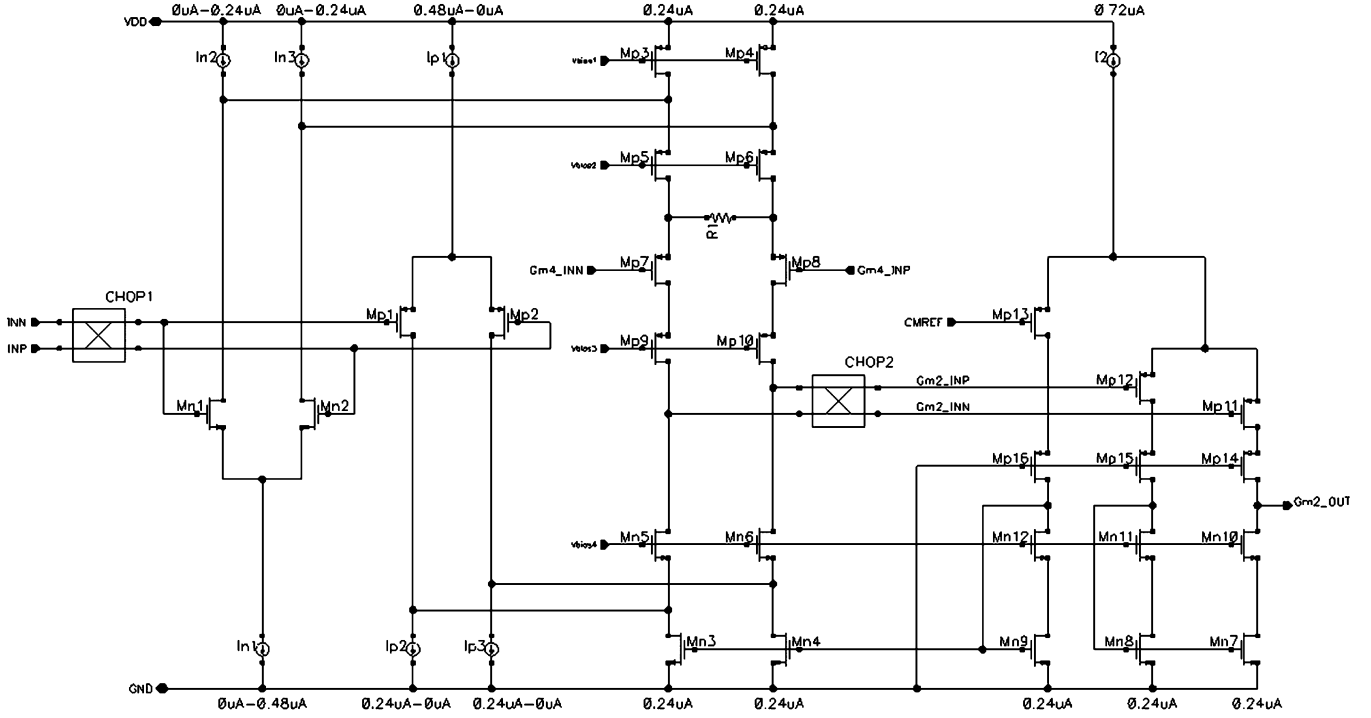 0uA-0.24uA 0uA-0.24uA 0.48uA-0uA 0.24uA 0.24uA 0.72uA
VDD
In2 In3 Ip1 Vbias1 Mp3 Mp4 I2
Vbias2 Mp5 Mp6
R1
Gm4_INN Mp7 Mp8 Gm4_INP
CHOP1
INN Mp1 Mp2 CMREF Mp13
INP Vbias3 Mp9 Mp10
CHOP2
Gm2_INP Mp12
Mn1 Mn2 Gm2_INN Mp11
Mp16 Mp15 Mp14
Gm2_OUT
Vbias4 Mn5 Mn6 Mn12 Mn11 Mn10
In1 Ip2 Ip3 Mn3 Mn4 Mn9 Mn8 Mn7
GND
0uA-0.48uA 0.24uA-0uA 0.24uA-0uA 0.24uA 0.24uA 0.24uA 0.24uA 0.24uA